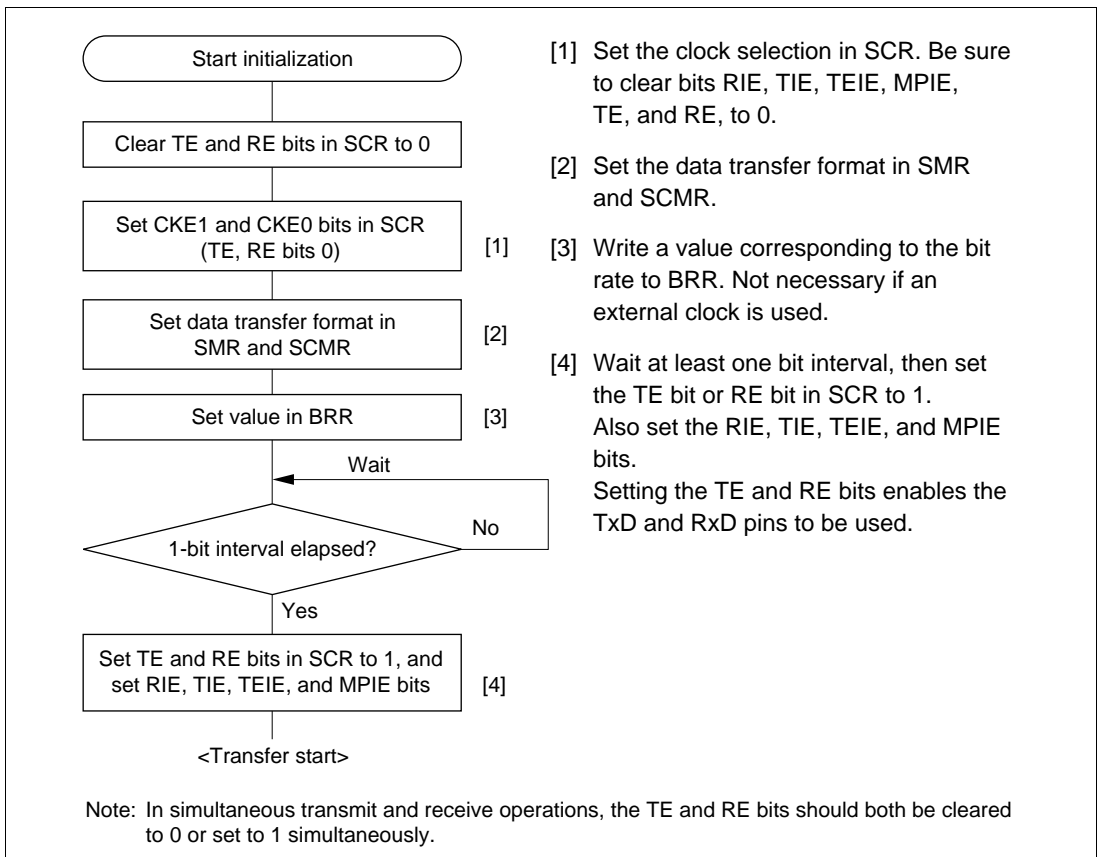 Start initialization
Clear TE and RE bits in SCR to 0
Set CKE1 and CKE0 bits in SCR
(TE, RE bits 0)
[1]
Set data transfer format in
SMR and SCMR
[2]
Set value in BRR
[3]
Wait
No
1-bit interval elapsed?
Yes
Set TE and RE bits in SCR to 1, and
set RIE, TIE, TEIE, and MPIE bits
[4]
<Transfer start>
[1] Set the clock selection in SCR. Be sure
to clear bits RIE, TIE, TEIE, MPIE,
TE, and RE, to 0.
[2] Set the data transfer format in SMR
and SCMR.
[3] Write a value corresponding to the bit
rate to BRR. Not necessary if an
external clock is used.
[4] Wait at least one bit interval, then set
the TE bit or RE bit in SCR to 1.
Also set the RIE, TIE, TEIE, and MPIE
bits.
Setting the TE and RE bits enables the
TxD and RxD pins to be used.
Note: In simultaneous transmit and receive operations, the TE and RE bits should both be cleared
to 0 or set to 1 simultaneously.